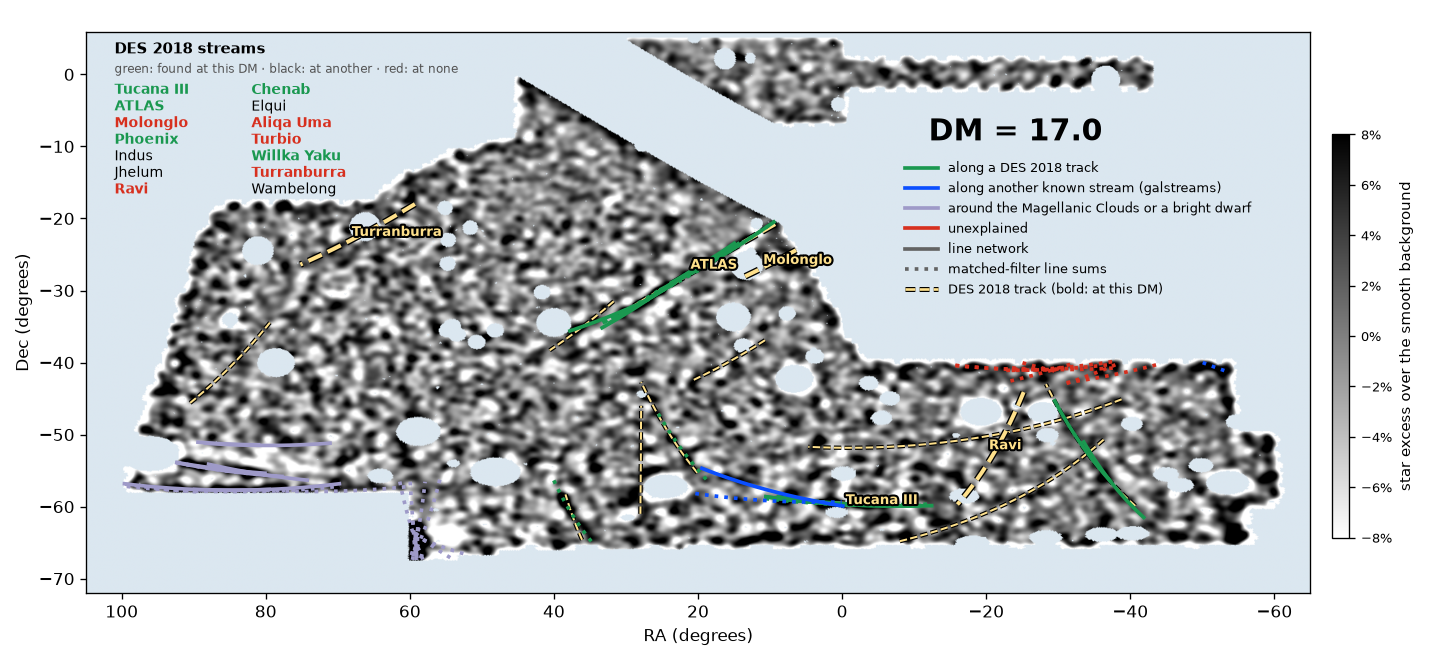 DES 2018 streams
green: found at this DM · black: at another · red: at none
Tucana III
ATLAS
Molonglo
Phoenix
Indus
Jhelum
Ravi
Chenab
Elqui
Aliqa Uma
Turbio
Willka Yaku
Turranburra
Wambelong
DM = 17.0
along a DES 2018 track
along another known stream (galstreams)
around the Magellanic Clouds or a bright dwarf
unexplained
line network
matched-filter line sums
DES 2018 track (bold: at this DM)
Turranburra
ATLAS
Molonglo
Ravi
Tucana III
0
−10
−20
−30
−40
−50
−60
−70
Dec (degrees)
100
80
60
40
20
0
−20
−40
−60
RA (degrees)
8%
6%
4%
2%
0%
−2%
−4%
−6%
−8%
star excess over the smooth background